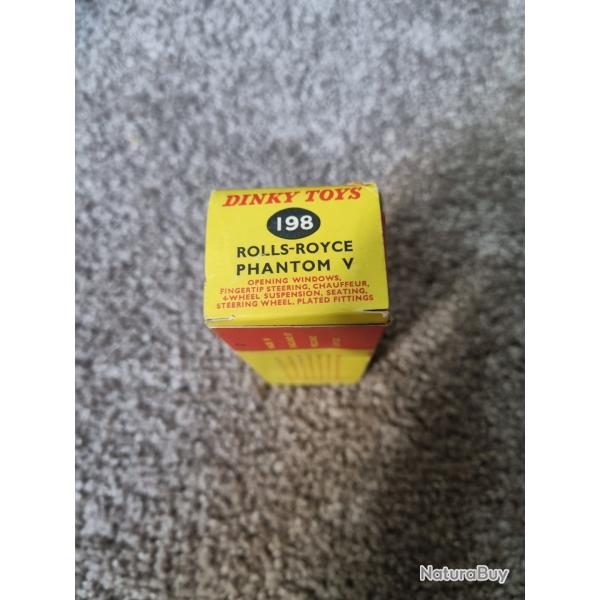 DINKY TOYS
198
ROLLS-ROYCE
PHANTOM V
OPENING WINDOWS,
FINGERTIP STEERING, CHAUFFEUR,
4-WHEEL SUSPENSION, SEATING,
STEERING WHEEL, PLATED FITTINGS
NaturaBuy